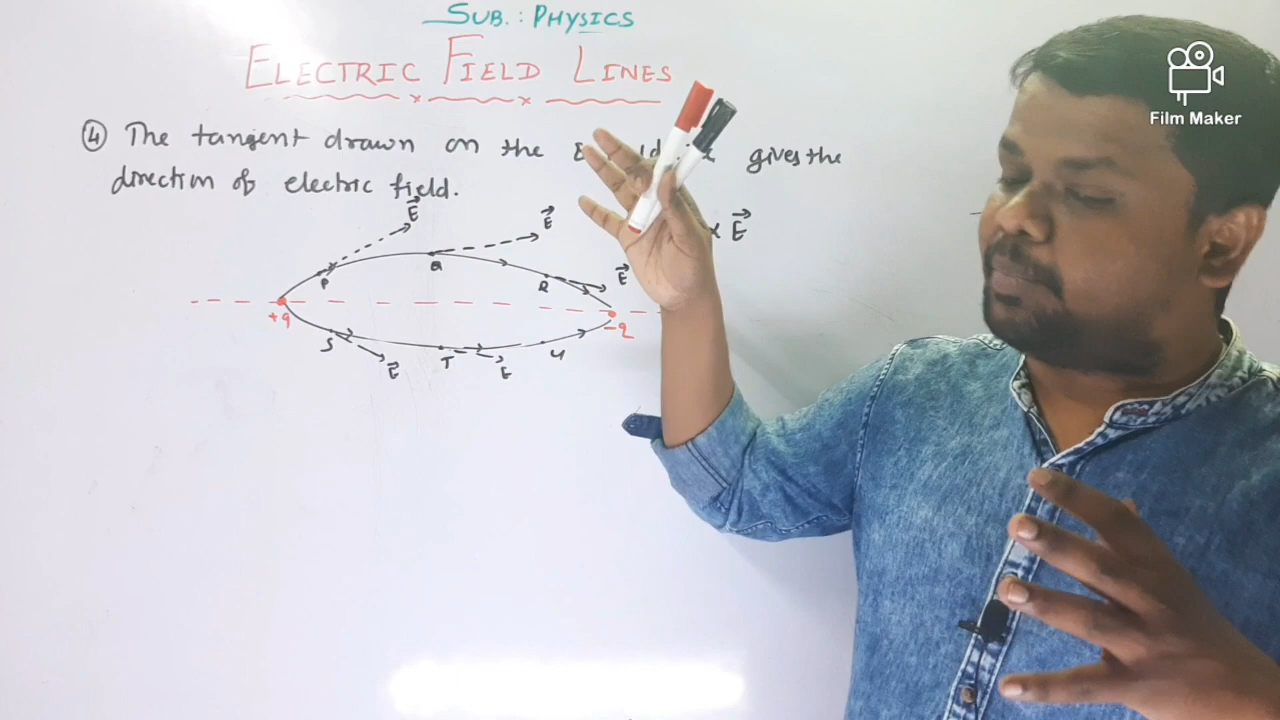 SUB. : PHYSICS
ELECTRIC FIELD LINES
Film Maker
④ The tangent drawn on the gives the
direction of electric field.
E E E
P Q R
+q -q
S T U
E E